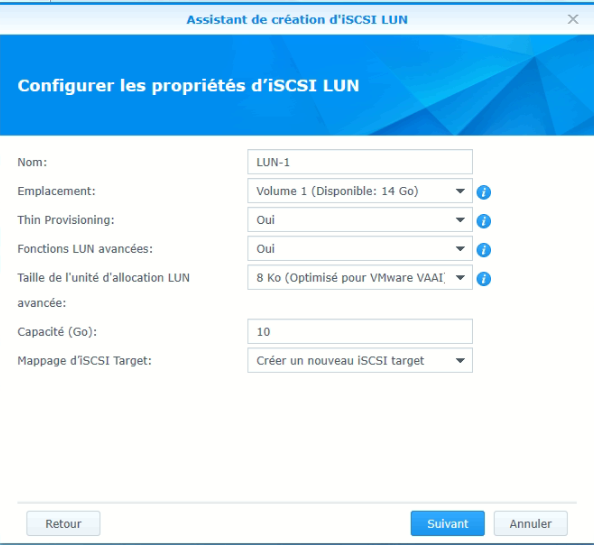 Assistant de création d'iSCSI LUN
Configurer les propriétés d'iSCSI LUN
Nom: LUN-1
Emplacement: Volume 1 (Disponible: 14 Go)
Thin Provisioning: Oui
Fonctions LUN avancées: Oui
Taille de l'unité d'allocation LUN 8 Ko (Optimisé pour VMware VAAI)
avancée:
Capacité (Go): 10
Mappage d'iSCSI Target: Créer un nouveau iSCSI target
Retour Suivant Annuler